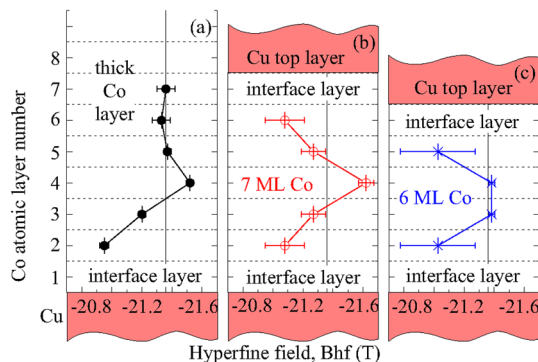 (a)
thick
Co
layer
(b)
Cu top layer
interface layer
7 ML Co
interface layer
(c)
Cu top layer
interface layer
6 ML Co
interface layer
interface layer
Co atomic layer number
9
8
7
6
5
4
3
2
1
Cu
-20.8 -21.2 -21.6
-20.8 -21.2 -21.6
-20.8 -21.2 -21.6
Hyperfine field, Bhf (T)